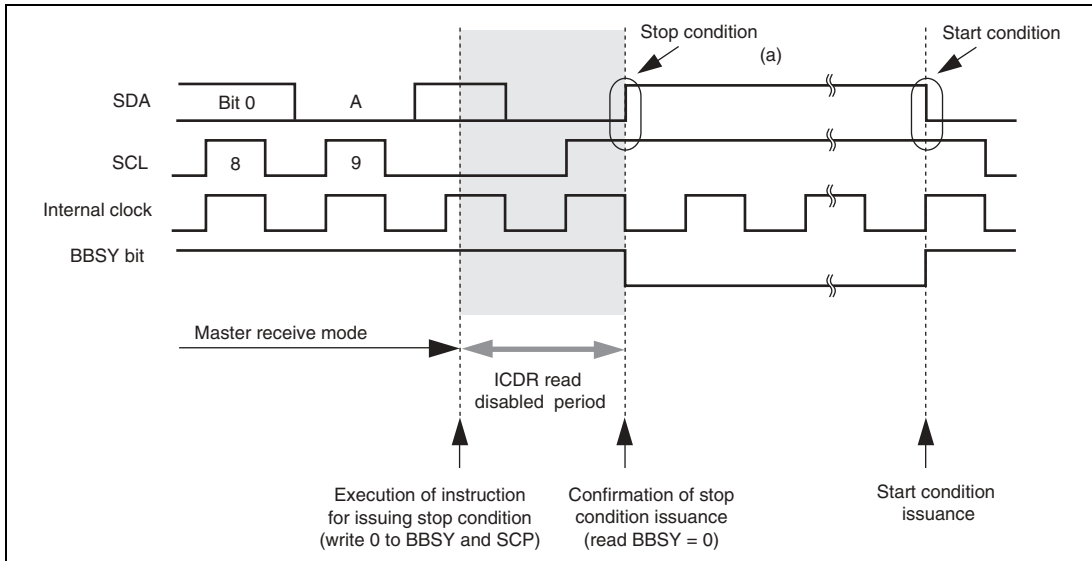 Stop condition
(a)
Start condition
SDA
Bit 0
A
SCL
8
9
Internal clock
BBSY bit
Master receive mode
ICDR read
disabled period
Execution of instruction
for issuing stop condition
(write 0 to BBSY and SCP)
Confirmation of stop
condition issuance
(read BBSY = 0)
Start condition
issuance